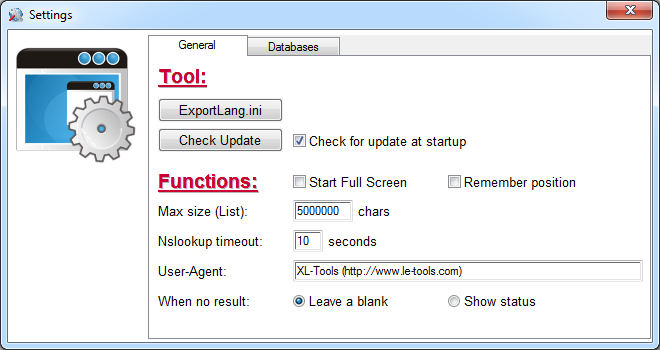 Settings
General Databases
Tool:
ExportLang.ini
Check Update Check for update at startup
Functions: Start Full Screen Remember position
Max size (List): 5000000 chars
Nslookup timeout: 10 seconds
User-Agent: XL-Tools (http://www.le-tools.com)
When no result: Leave a blank Show status